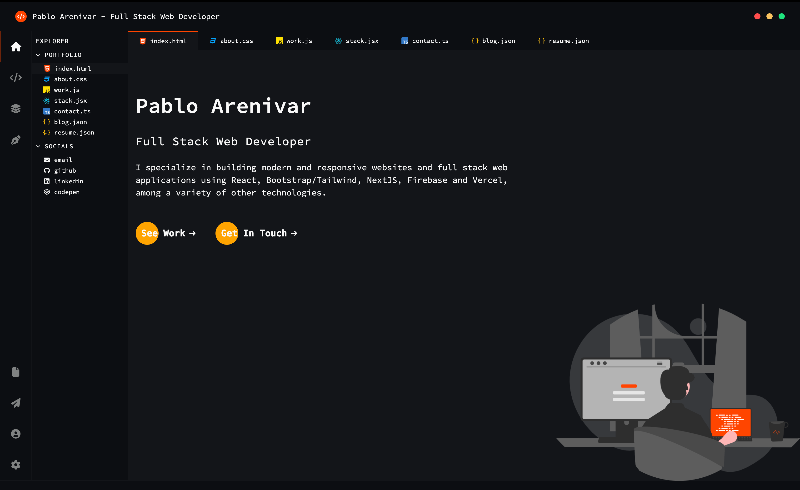 Pablo Arenivar - Full Stack Web Developer
EXPLORER
PORTFOLIO
index.html
about.css
work.js
stack.jsx
contact.ts
blog.json
resume.json
SOCIALS
email
github
linkedin
codepen
index.html
about.css
work.js
stack.jsx
contact.ts
blog.json
resume.json
Pablo Arenivar
Full Stack Web Developer
I specialize in building modern and responsive websites and full stack web
applications using React, Bootstrap/Tailwind, NextJS, Firebase and Vercel,
among a variety of other technologies.
See Work →
Get In Touch →